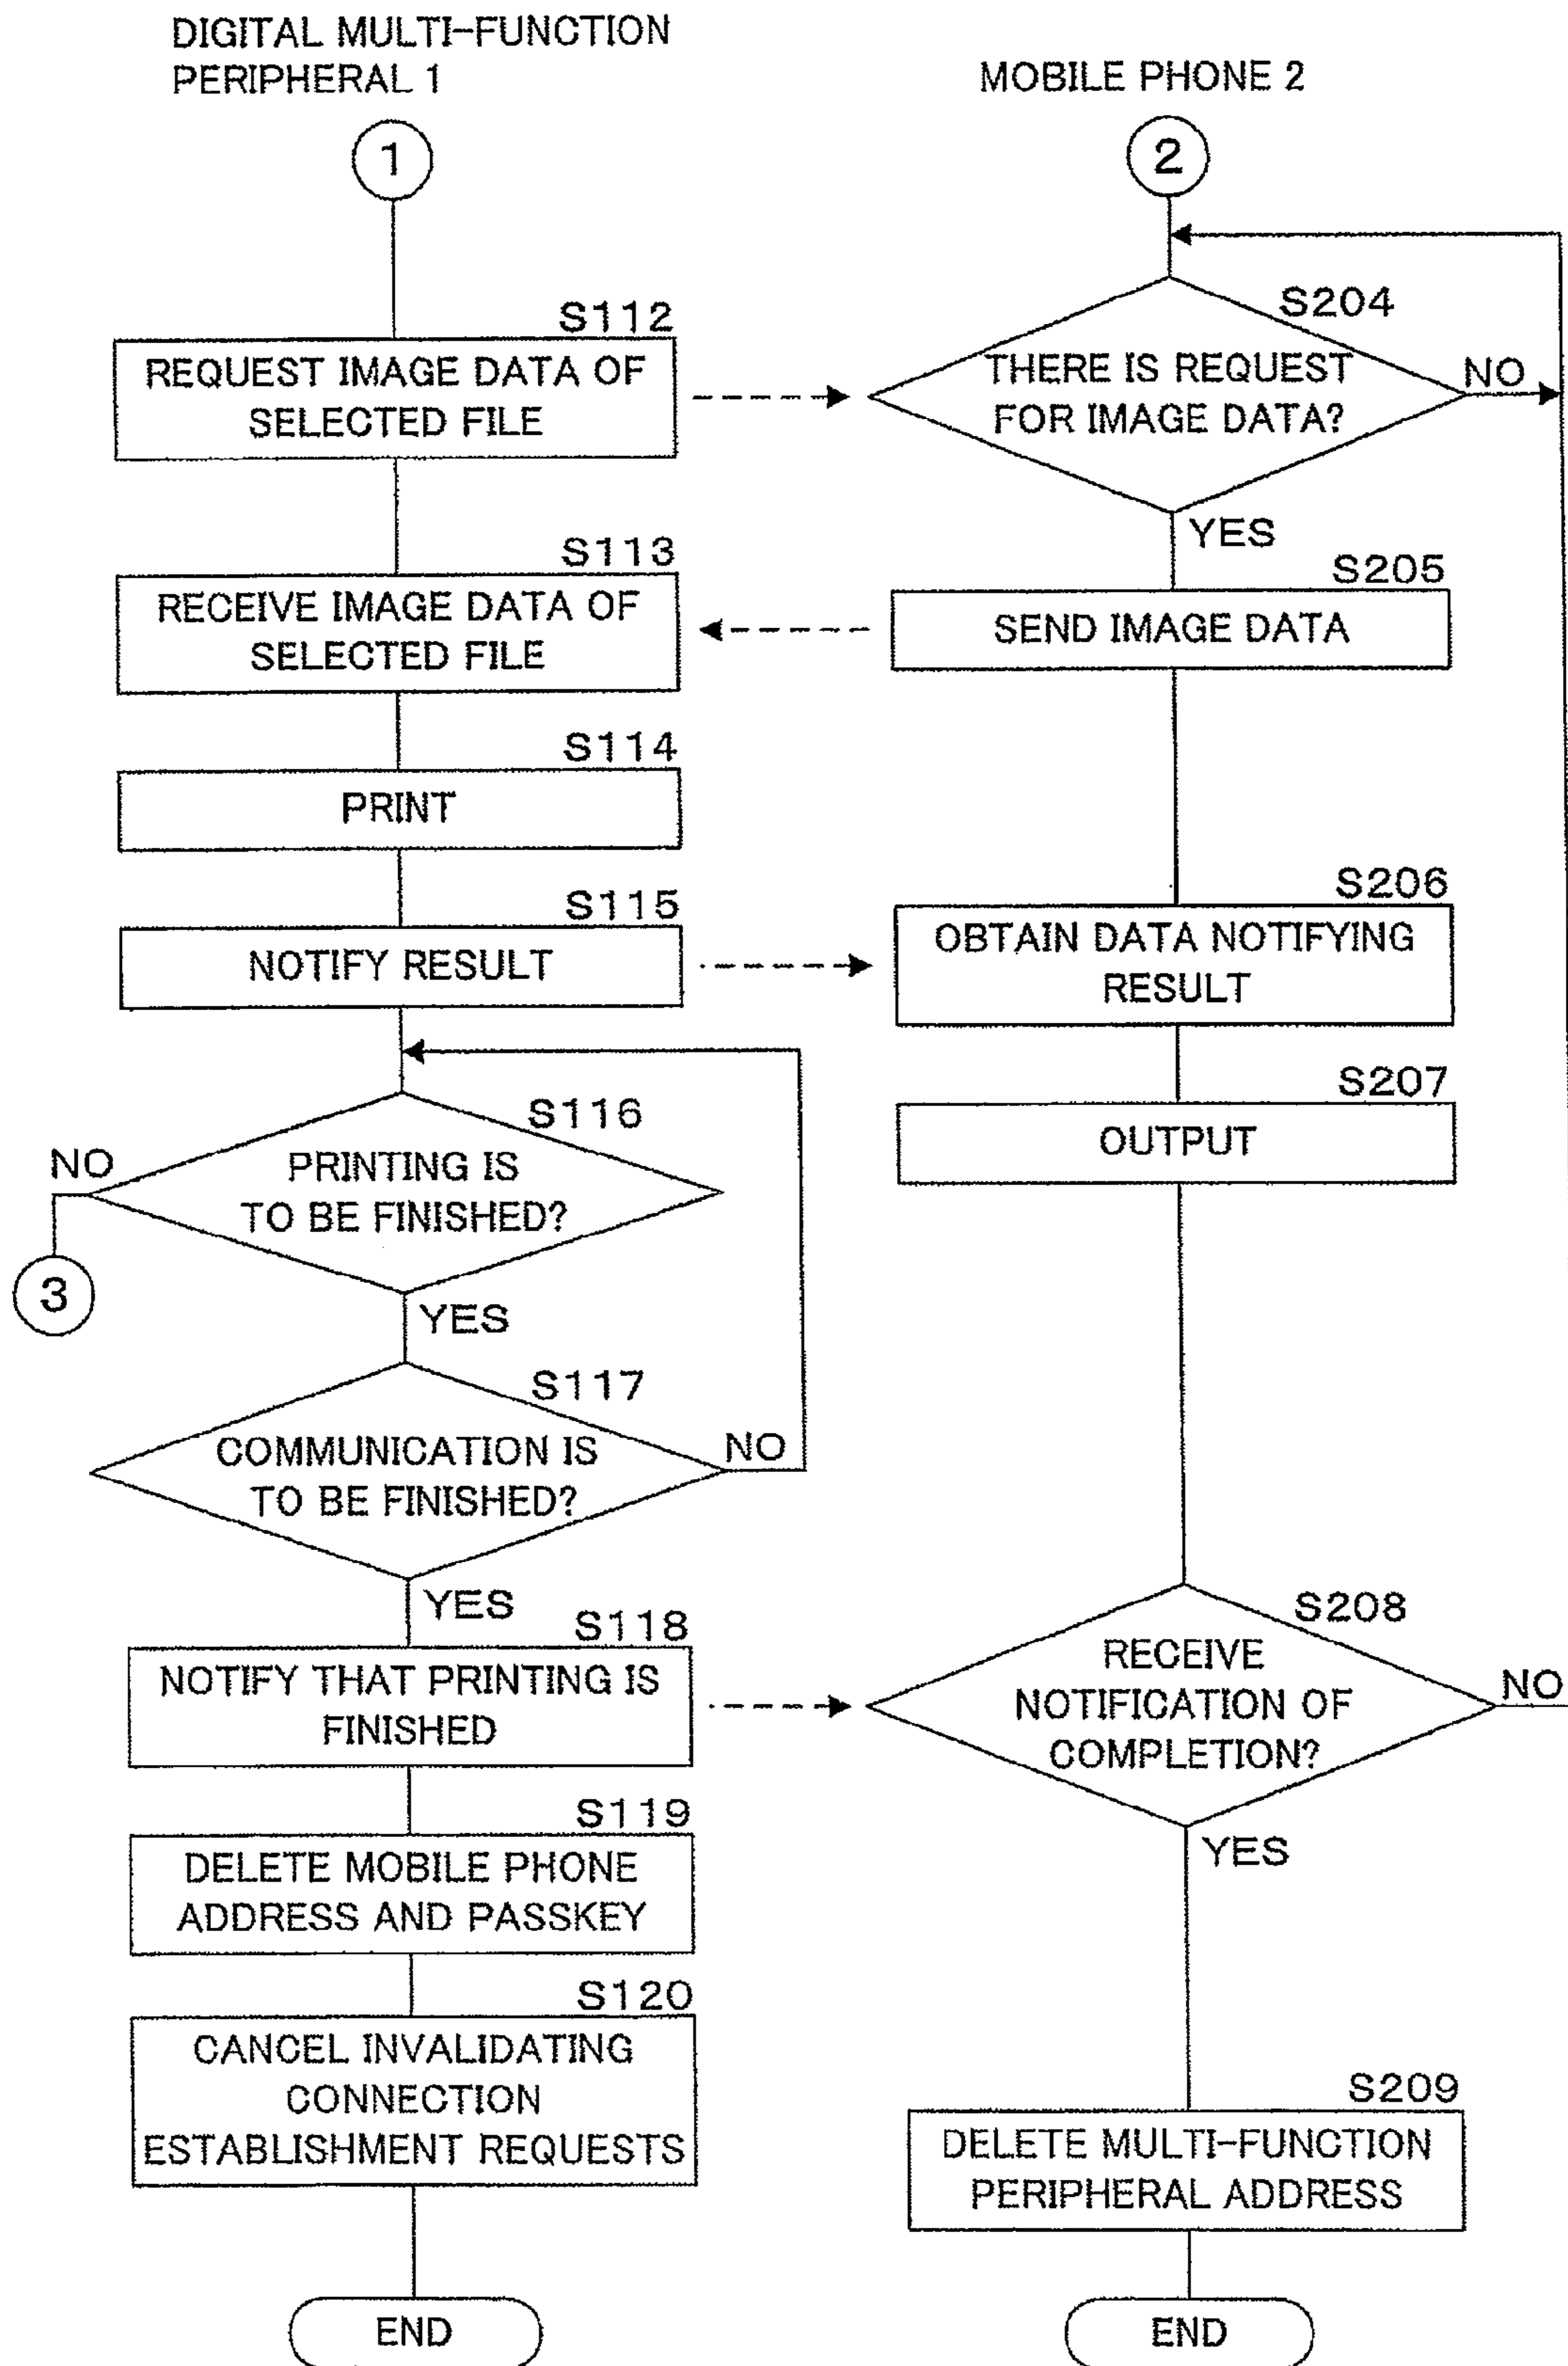 DIGITAL MULTI-FUNCTION
PERIPHERAL 1
1
S112
REQUEST IMAGE DATA OF
SELECTED FILE
S113
RECEIVE IMAGE DATA OF
SELECTED FILE
S114
PRINT
S115
NOTIFY RESULT
S116
PRINTING IS
TO BE FINISHED?
NO
3
YES
S117
COMMUNICATION IS
TO BE FINISHED?
NO
YES
S118
NOTIFY THAT PRINTING IS
FINISHED
S119
DELETE MOBILE PHONE
ADDRESS AND PASSKEY
S120
CANCEL INVALIDATING
CONNECTION
ESTABLISHMENT REQUESTS
END
MOBILE PHONE 2
2
S204
THERE IS REQUEST
FOR IMAGE DATA?
NO
YES
S205
SEND IMAGE DATA
S206
OBTAIN DATA NOTIFYING
RESULT
S207
OUTPUT
S208
RECEIVE
NOTIFICATION OF
COMPLETION?
NO
YES
S209
DELETE MULTI-FUNCTION
PERIPHERAL ADDRESS
END